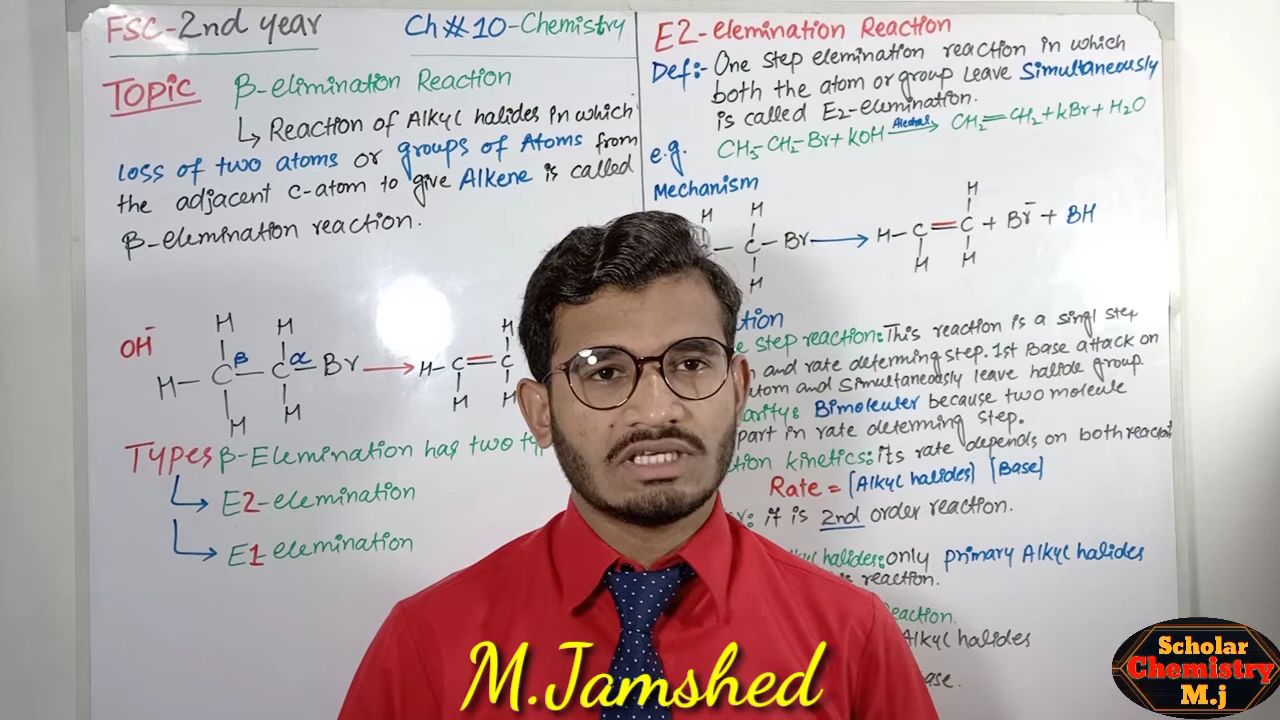 FSC-2nd year Ch#10-Chemistry
Topic β-elimination Reaction
↳ Reaction of Alkyl halides in which
loss of two atoms or groups of Atoms from
the adjacent C-atom to give Alkene is called
β-elemination reaction.
H H H
OH⁻ β α
H-C-C-Br → H-C=C
H H H H
Types β-Elemination has two
↳ E2-elemination
↳ E1 elemination
E2-elemination Reaction
Def:- One step elemination reaction in which
both the atom or group leave Simultaneously
is called E2-elemination.
e.g. CH3-CH2-Br + KOH Alcohol → CH2=CH2 + KBr + H2O
Mechanism
H H H
-C-Br → H-C=C + Br⁻ + BH
H H H
step reaction: This reaction is a singl step
and rate determing step. 1st Base attack on
atom and simultaneously leave halide group
Bimoleuler because two molecule
part in rate determing step.
kinetics: its rate depends on both reactant
Rate = [Alkyl halides] [Base]
it is 2nd order reaction.
halides: only primary Alkyl halides
reaction.
Alkyl halides
M.Jamshed
Scholar
Chemistry
M.j